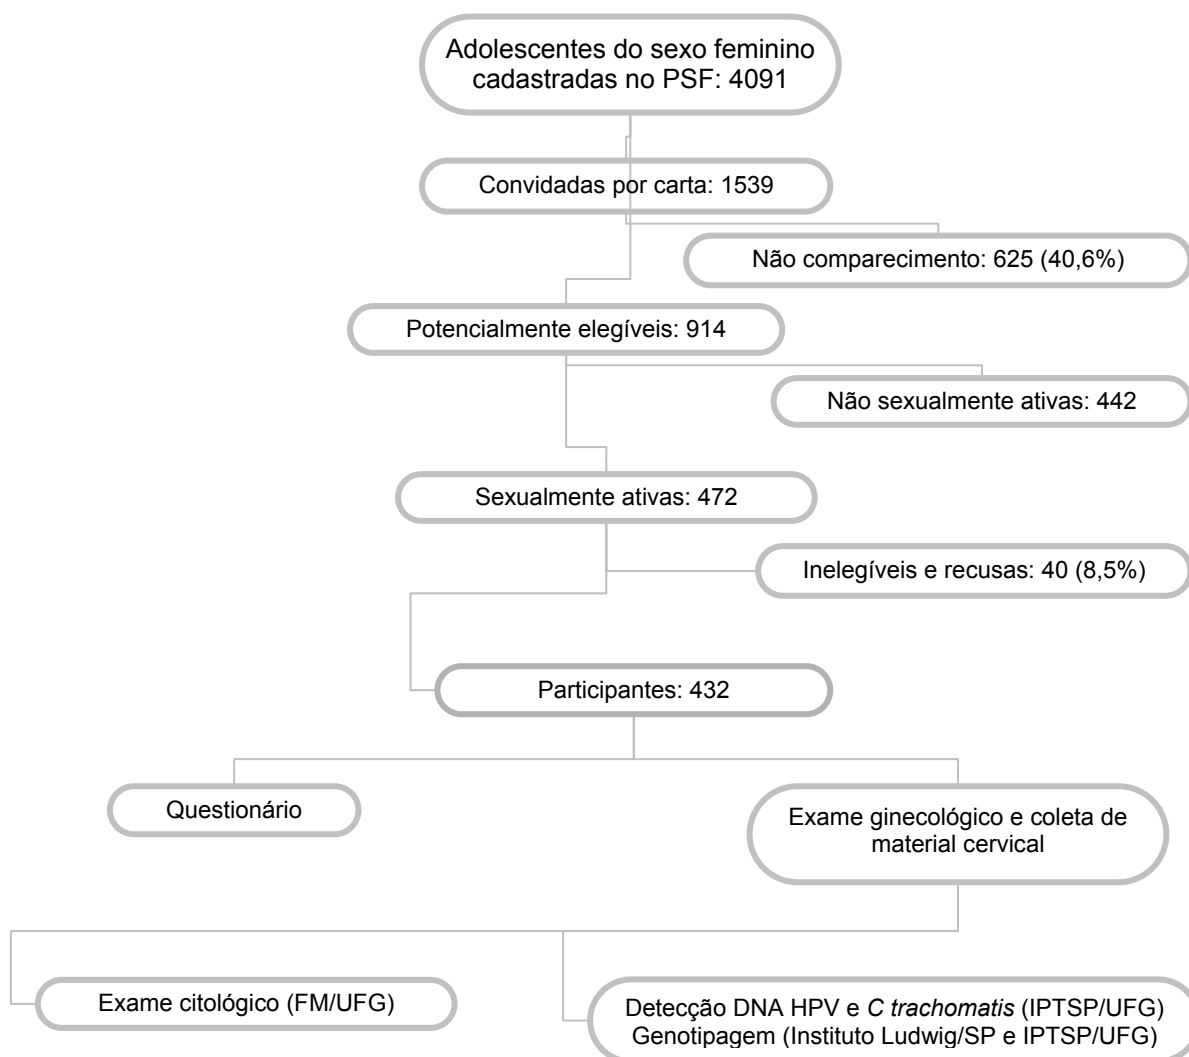 Adolescentes do sexo feminino
cadastradas no PSF: 4091
Convidadas por carta: 1539
Não comparecimento: 625 (40,6%)
Potencialmente elegíveis: 914
Não sexualmente ativas: 442
Sexualmente ativas: 472
Inelegíveis e recusas: 40 (8,5%)
Participantes: 432
Questionário
Exame ginecológico e coleta de
material cervical
Exame citológico (FM/UFG)
Detecção DNA HPV e C trachomatis (IPTSP/UFG)
Genotipagem (Instituto Ludwig/SP e IPTSP/UFG)